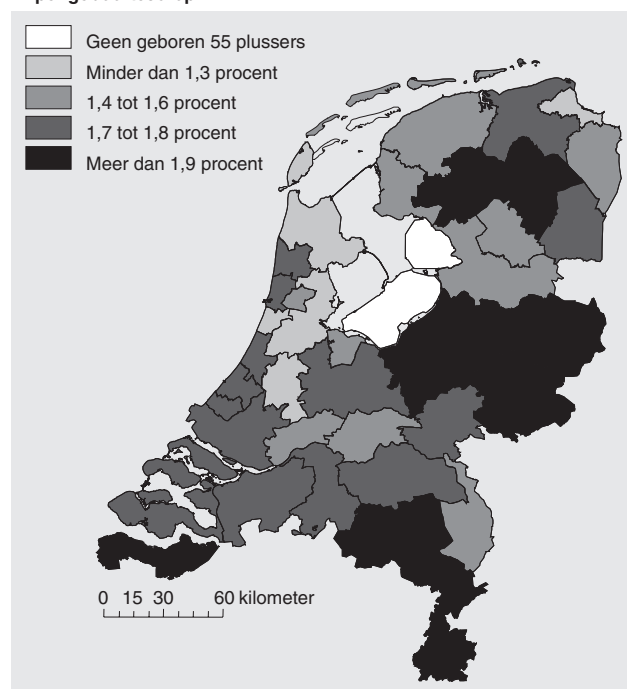 Geen geboren 55 plussers
Minder dan 1,3 procent
1,4 tot 1,6 procent
1,7 tot 1,8 procent
Meer dan 1,9 procent
0 15 30 60 kilometer